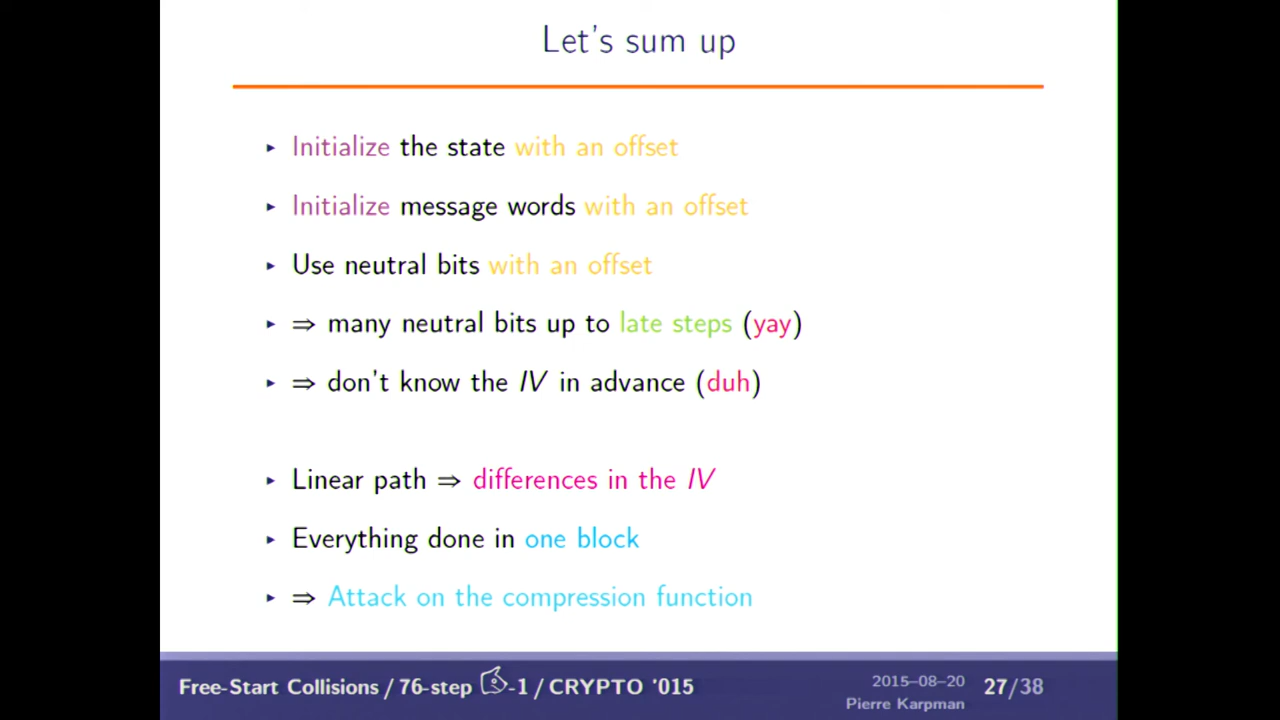 Let's sum up
▸ Initialize the state with an offset
▸ Initialize message words with an offset
▸ Use neutral bits with an offset
▸ ⇒ many neutral bits up to late steps (yay)
▸ ⇒ don't know the IV in advance (duh)
▸ Linear path ⇒ differences in the IV
▸ Everything done in one block
▸ ⇒ Attack on the compression function
Free-Start Collisions / 76-step -1 / CRYPTO '015
2015–08–20
Pierre Karpman
27/38